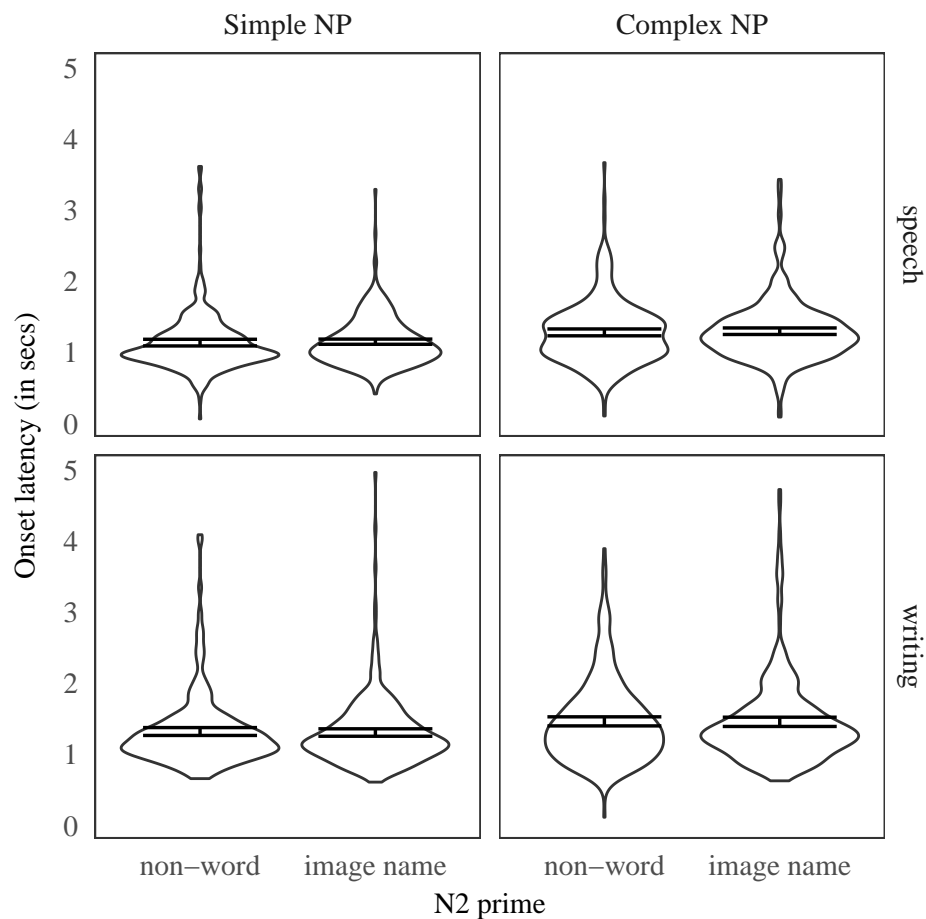 Simple NP
Complex NP
Onset latency (in secs)
5
4
3
2
1
0
speech
5
4
3
2
1
0
writing
non−word
image name
non−word
image name
N2 prime